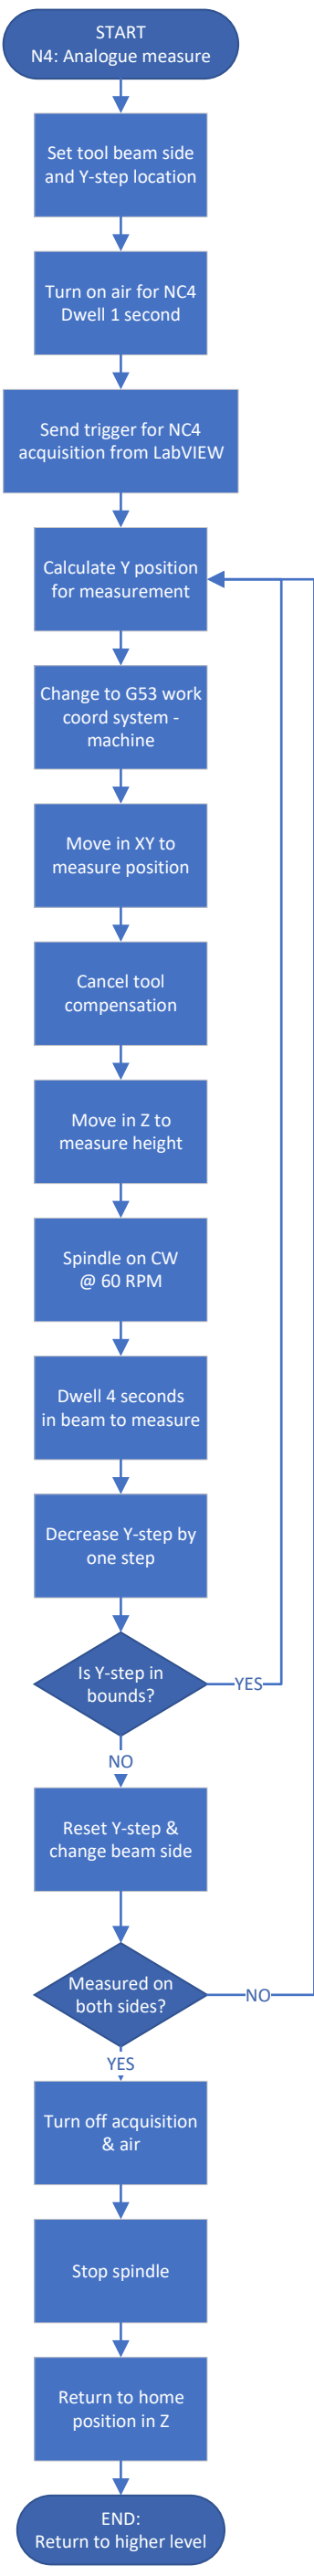 START
N4: Analogue measure
Set tool beam side
and Y-step location
Turn on air for NC4
Dwell 1 second
Send trigger for NC4
acquisition from LabVIEW
Calculate Y position
for measurement
Change to G53 work
coord system -
machine
Move in XY to
measure position
Cancel tool
compensation
Move in Z to
measure height
Spindle on CW
@ 60 RPM
Dwell 4 seconds
in beam to measure
Decrease Y-step by
one step
Is Y-step in
bounds?
YES
NO
Reset Y-step &
change beam side
Measured on
both sides?
NO
YES
Turn off acquisition
& air
Stop spindle
Return to home
position in Z
END:
Return to higher level